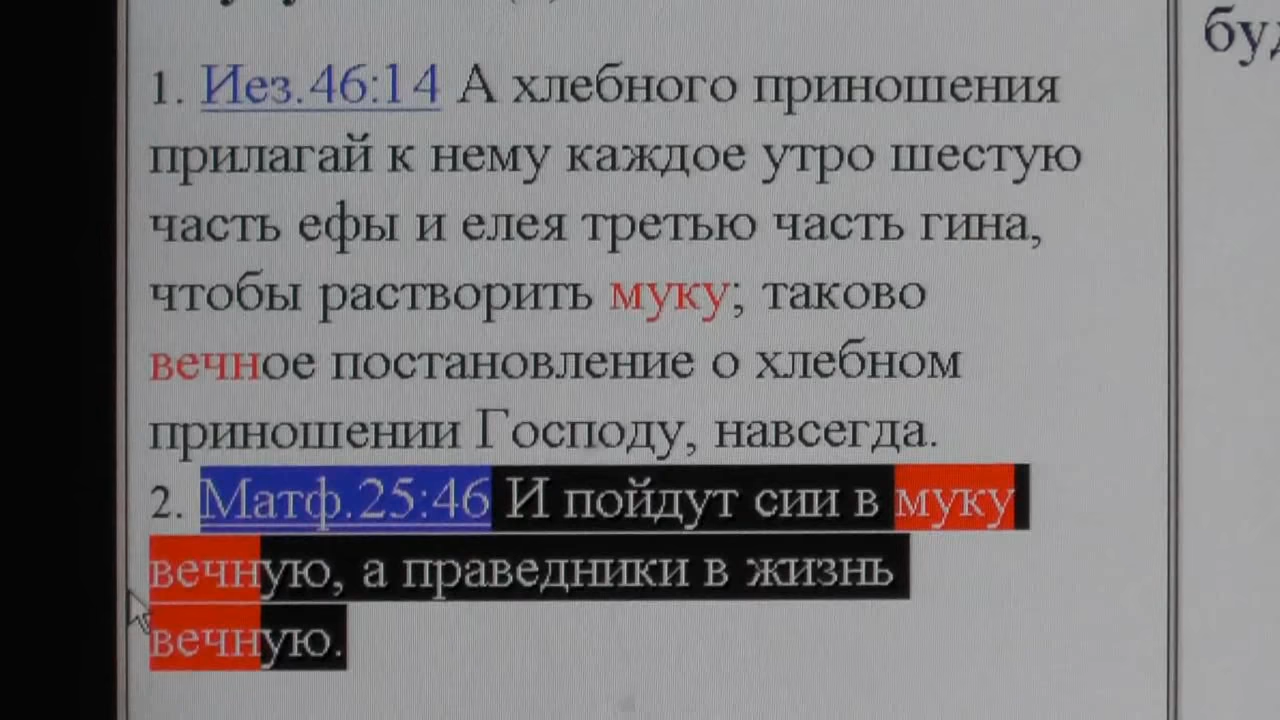 бу
1. Иез.46:14 А хлебного приношения
прилагай к нему каждое утро шестую
часть ефы и елея третью часть гина,
чтобы растворить муку; таково
вечное постановление о хлебном
приношении Господу, навсегда.
2. Матф.25:46 И пойдут сии в муку
вечную, а праведники в жизнь
вечную.